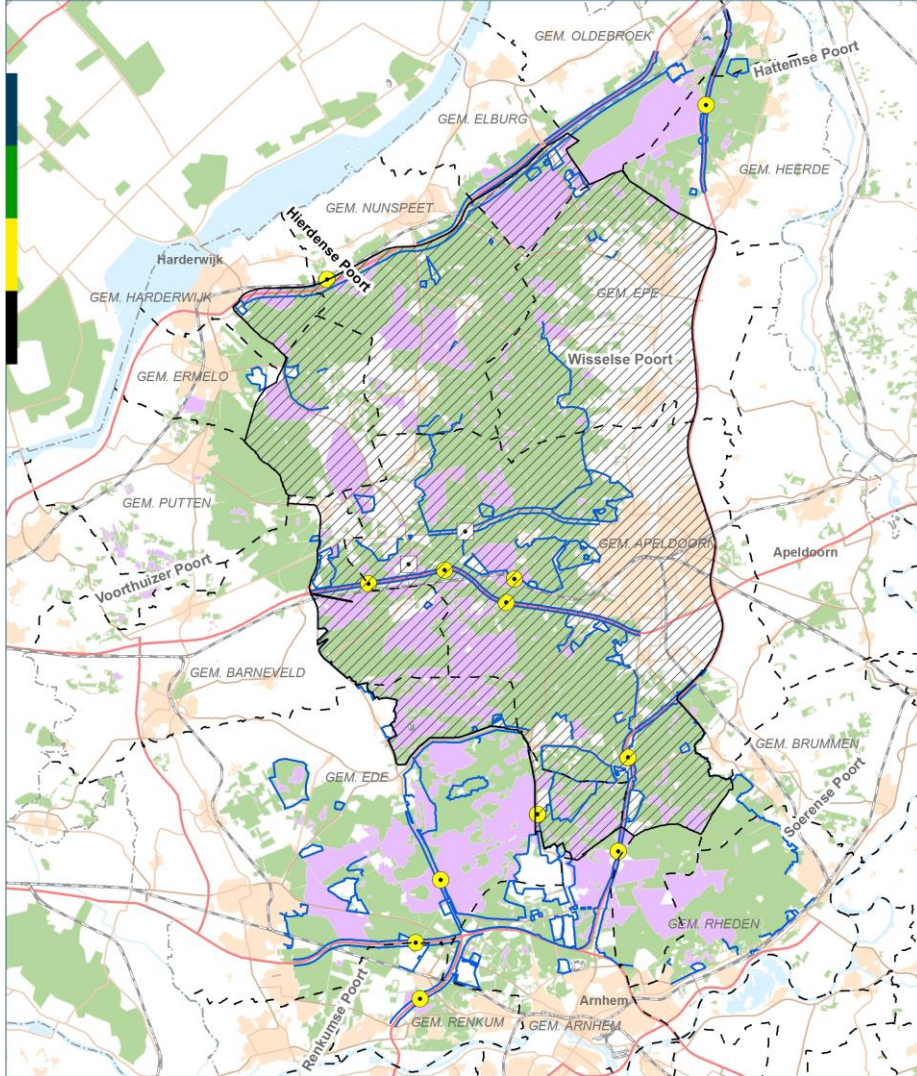 GEM. OLDEBROEK
Hattemse Poort
GEM. ELBURG
GEM. HEERDE
GEM. NUNSPEET
Hierdense Poort
Harderwijk
GEM. HARDERWIJK
GEM. EPE
Wisselse Poort
GEM. ERMELO
GEM. PUTTEN
GEM. APELDOORN
Apeldoorn
Voorthuizer Poort
GEM. BARNEVELD
GEM. BRUMMEN
GEM. EDE
Soerense Poort
GEM. RHEDEN
Renkumse Poort
Arnhem
GEM. RENKUM
GEM. ARNHEM